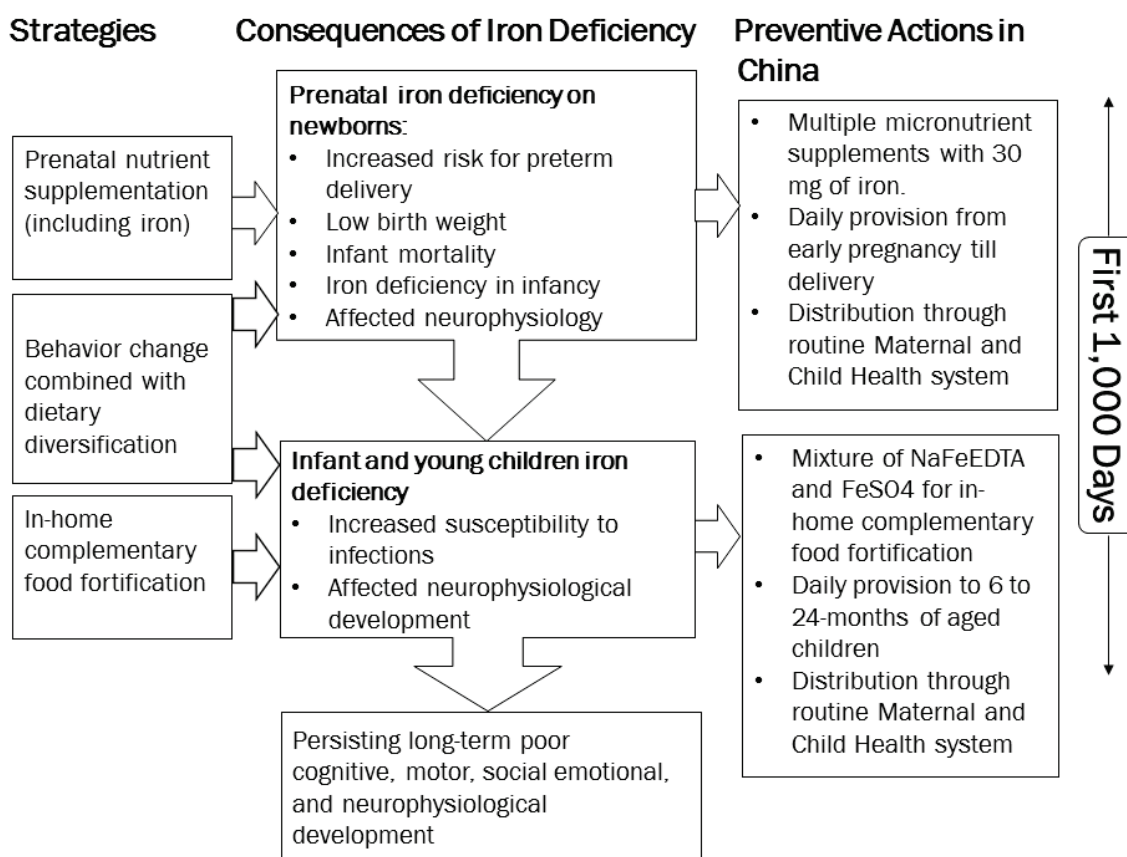 Strategies
Consequences of Iron Deficiency
Preventive Actions in
China
Prenatal nutrient
supplementation
(including iron)
Behavior change
combined with
dietary
diversification
In-home
complementary
food fortification
Prenatal iron deficiency on
newborns:
• Increased risk for preterm
delivery
• Low birth weight
• Infant mortality
• Iron deficiency in infancy
• Affected neurophysiology
Infant and young children iron
deficiency
• Increased susceptibility to
infections
• Affected neurophysiological
development
Persisting long-term poor
cognitive, motor, social emotional,
and neurophysiological
development
• Multiple micronutrient
supplements with 30
mg of iron.
• Daily provision from
early pregnancy till
delivery
• Distribution through
routine Maternal and
Child Health system
• Mixture of NaFeEDTA
and FeSO4 for in-
home complementary
food fortification
• Daily provision to 6 to
24-months of aged
children
• Distribution through
routine Maternal and
Child Health system
First 1,000 Days